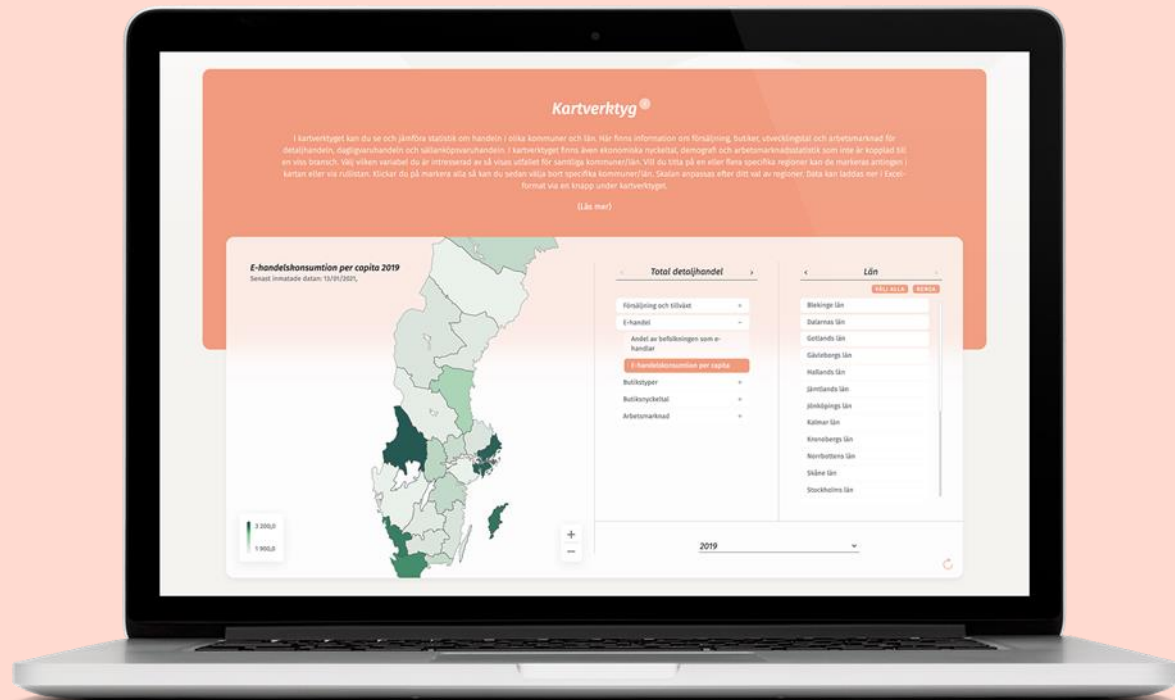 Kartverktyg
I kartverktyget kan du se och jämföra statistik om handeln i olika kommuner och län. Här finns information om försäljning, butiker, utvecklingstal och arbetsmarknad för
detaljhandeln, dagligvaruhandeln och sällanköpsvaruhandeln. I kartverktyget finns även ekonomiska nyckeltal, demografi och arbetsmarknadsstatistik som inte är kopplad till
en viss bransch. Välj vilken variabel du är intresserad av så visas utfallet för samtliga kommuner/län. Vill du titta på en eller flera specifika regioner kan de markeras antingen i
kartan eller via rullistan. Klickar du på markera alla så kan du sedan välja bort specifika kommuner/län. Skalan anpassas efter ditt val av regioner. Data kan laddas ner i Excel-
format via en knapp under kartverktyget.
(Läs mer)
E-handelskonsumtion per capita 2019
Senast inmatade datan: 13/01/2021,
3 200,0
1 900,0
+
−
‹ Total detaljhandel ›
Försäljning och tillväxt +
E-handel −
Andel av befolkningen som e-
handlar
E-handelskonsumtion per capita
Butikstyper +
Butiksnyckeltal +
Arbetsmarknad +
‹ Län ›
VÄLJ ALLA RENSA
Blekinge län
Dalarnas län
Gotlands län
Gävleborgs län
Hallands län
Jämtlands län
Jönköpings län
Kalmar län
Kronobergs län
Norrbottens län
Skåne län
Stockholms län
2019